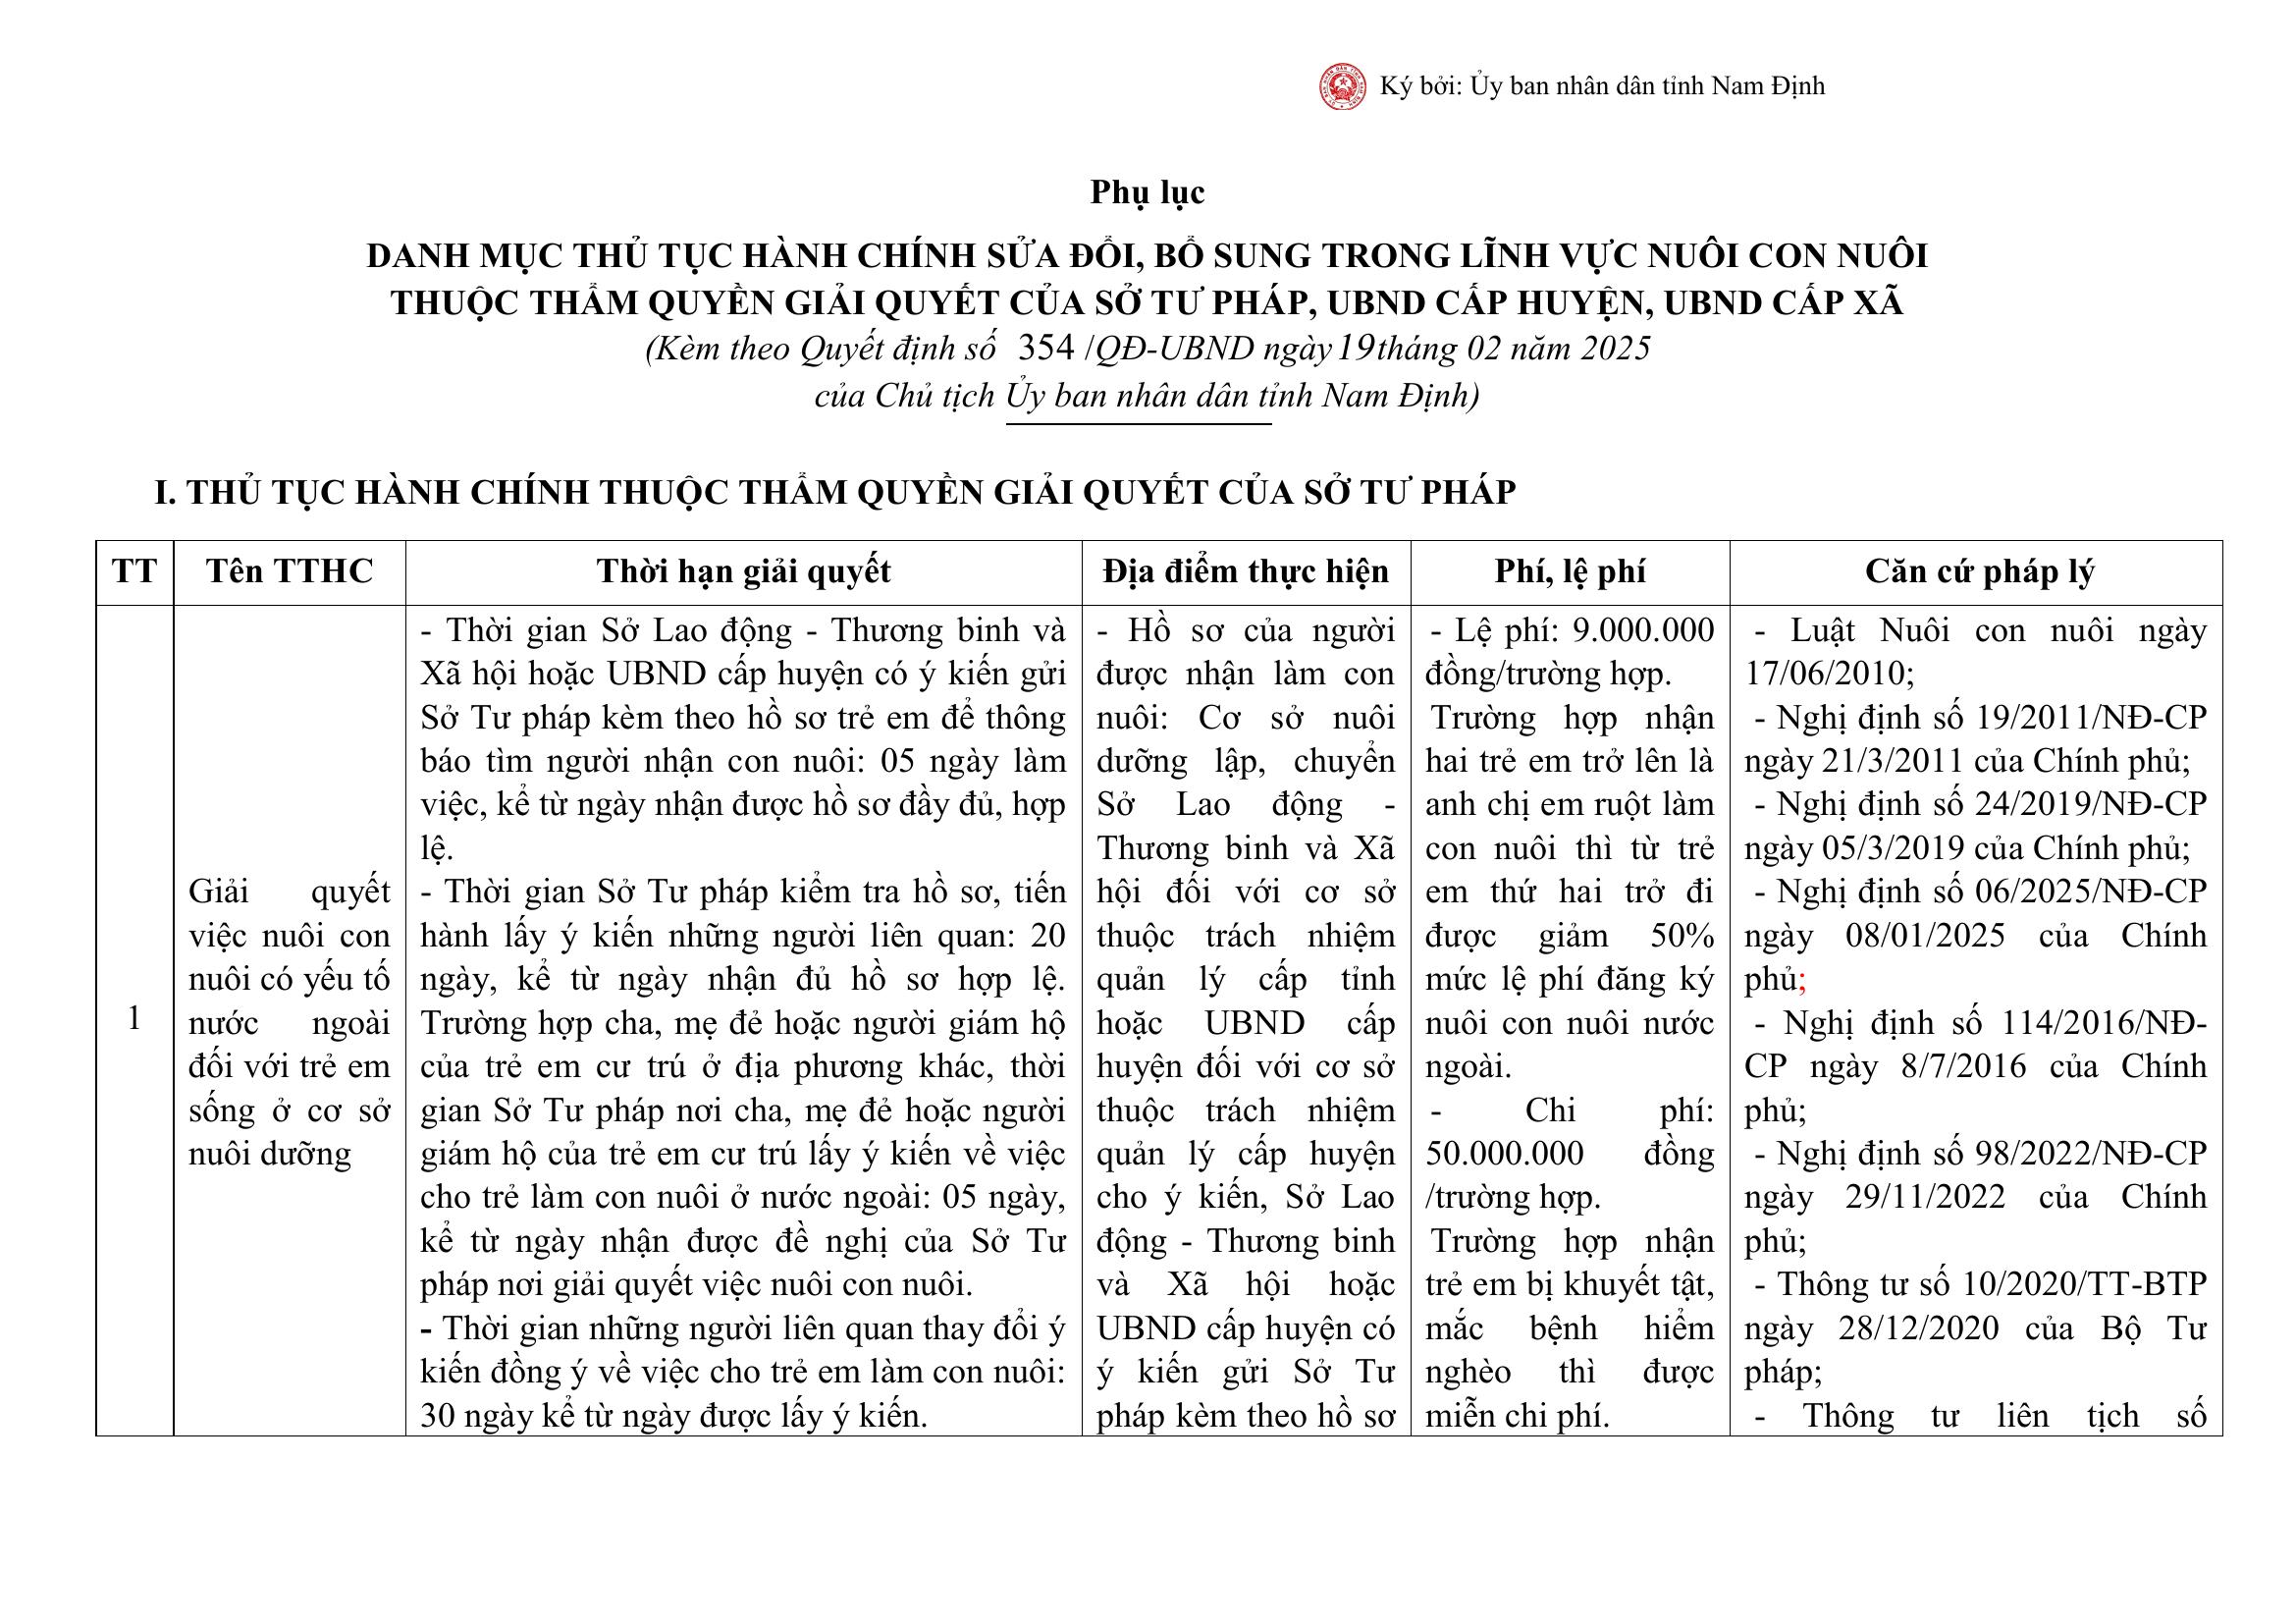 Ký bởi: Ủy ban nhân dân tỉnh Nam Định
Phụ lục
DANH MỤC THỦ TỤC HÀNH CHÍNH SỬA ĐỔI, BỔ SUNG TRONG LĨNH VỰC NUÔI CON NUÔI
THUỘC THẨM QUYỀN GIẢI QUYẾT CỦA SỞ TƯ PHÁP, UBND CẤP HUYỆN, UBND CẤP XÃ
(Kèm theo Quyết định số 354 /QĐ-UBND ngày 19 tháng 02 năm 2025
của Chủ tịch Ủy ban nhân dân tỉnh Nam Định)
I. THỦ TỤC HÀNH CHÍNH THUỘC THẨM QUYỀN GIẢI QUYẾT CỦA SỞ TƯ PHÁP
TT
Tên TTHC
Thời hạn giải quyết
Địa điểm thực hiện
Phí, lệ phí
Căn cứ pháp lý
1
Giải quyết
việc nuôi con
nuôi có yếu tố
nước ngoài
đối với trẻ em
sống ở cơ sở
nuôi dưỡng
- Thời gian Sở Lao động - Thương binh và
Xã hội hoặc UBND cấp huyện có ý kiến gửi
Sở Tư pháp kèm theo hồ sơ trẻ em để thông
báo tìm người nhận con nuôi: 05 ngày làm
việc, kể từ ngày nhận được hồ sơ đầy đủ, hợp
lệ.
- Thời gian Sở Tư pháp kiểm tra hồ sơ, tiến
hành lấy ý kiến những người liên quan: 20
ngày, kể từ ngày nhận đủ hồ sơ hợp lệ.
Trường hợp cha, mẹ đẻ hoặc người giám hộ
của trẻ em cư trú ở địa phương khác, thời
gian Sở Tư pháp nơi cha, mẹ đẻ hoặc người
giám hộ của trẻ em cư trú lấy ý kiến về việc
cho trẻ làm con nuôi ở nước ngoài: 05 ngày,
kể từ ngày nhận được đề nghị của Sở Tư
pháp nơi giải quyết việc nuôi con nuôi.
- Thời gian những người liên quan thay đổi ý
kiến đồng ý về việc cho trẻ em làm con nuôi:
30 ngày kể từ ngày được lấy ý kiến.
- Hồ sơ của người
được nhận làm con
nuôi: Cơ sở nuôi
dưỡng lập, chuyển
Sở Lao động -
Thương binh và Xã
hội đối với cơ sở
thuộc trách nhiệm
quản lý cấp tỉnh
hoặc UBND cấp
huyện đối với cơ sở
thuộc trách nhiệm
quản lý cấp huyện
cho ý kiến, Sở Lao
động - Thương binh
và Xã hội hoặc
UBND cấp huyện có
ý kiến gửi Sở Tư
pháp kèm theo hồ sơ
- Lệ phí: 9.000.000
đồng/trường hợp.
Trường hợp nhận
hai trẻ em trở lên là
anh chị em ruột làm
con nuôi thì từ trẻ
em thứ hai trở đi
được giảm 50%
mức lệ phí đăng ký
nuôi con nuôi nước
ngoài.
- Chi phí:
50.000.000 đồng
/trường hợp.
Trường hợp nhận
trẻ em bị khuyết tật,
mắc bệnh hiểm
nghèo thì được
miễn chi phí.
- Luật Nuôi con nuôi ngày
17/06/2010;
- Nghị định số 19/2011/NĐ-CP
ngày 21/3/2011 của Chính phủ;
- Nghị định số 24/2019/NĐ-CP
ngày 05/3/2019 của Chính phủ;
- Nghị định số 06/2025/NĐ-CP
ngày 08/01/2025 của Chính
phủ;
- Nghị định số 114/2016/NĐ-
CP ngày 8/7/2016 của Chính
phủ;
- Nghị định số 98/2022/NĐ-CP
ngày 29/11/2022 của Chính
phủ;
- Thông tư số 10/2020/TT-BTP
ngày 28/12/2020 của Bộ Tư
pháp;
- Thông tư liên tịch số